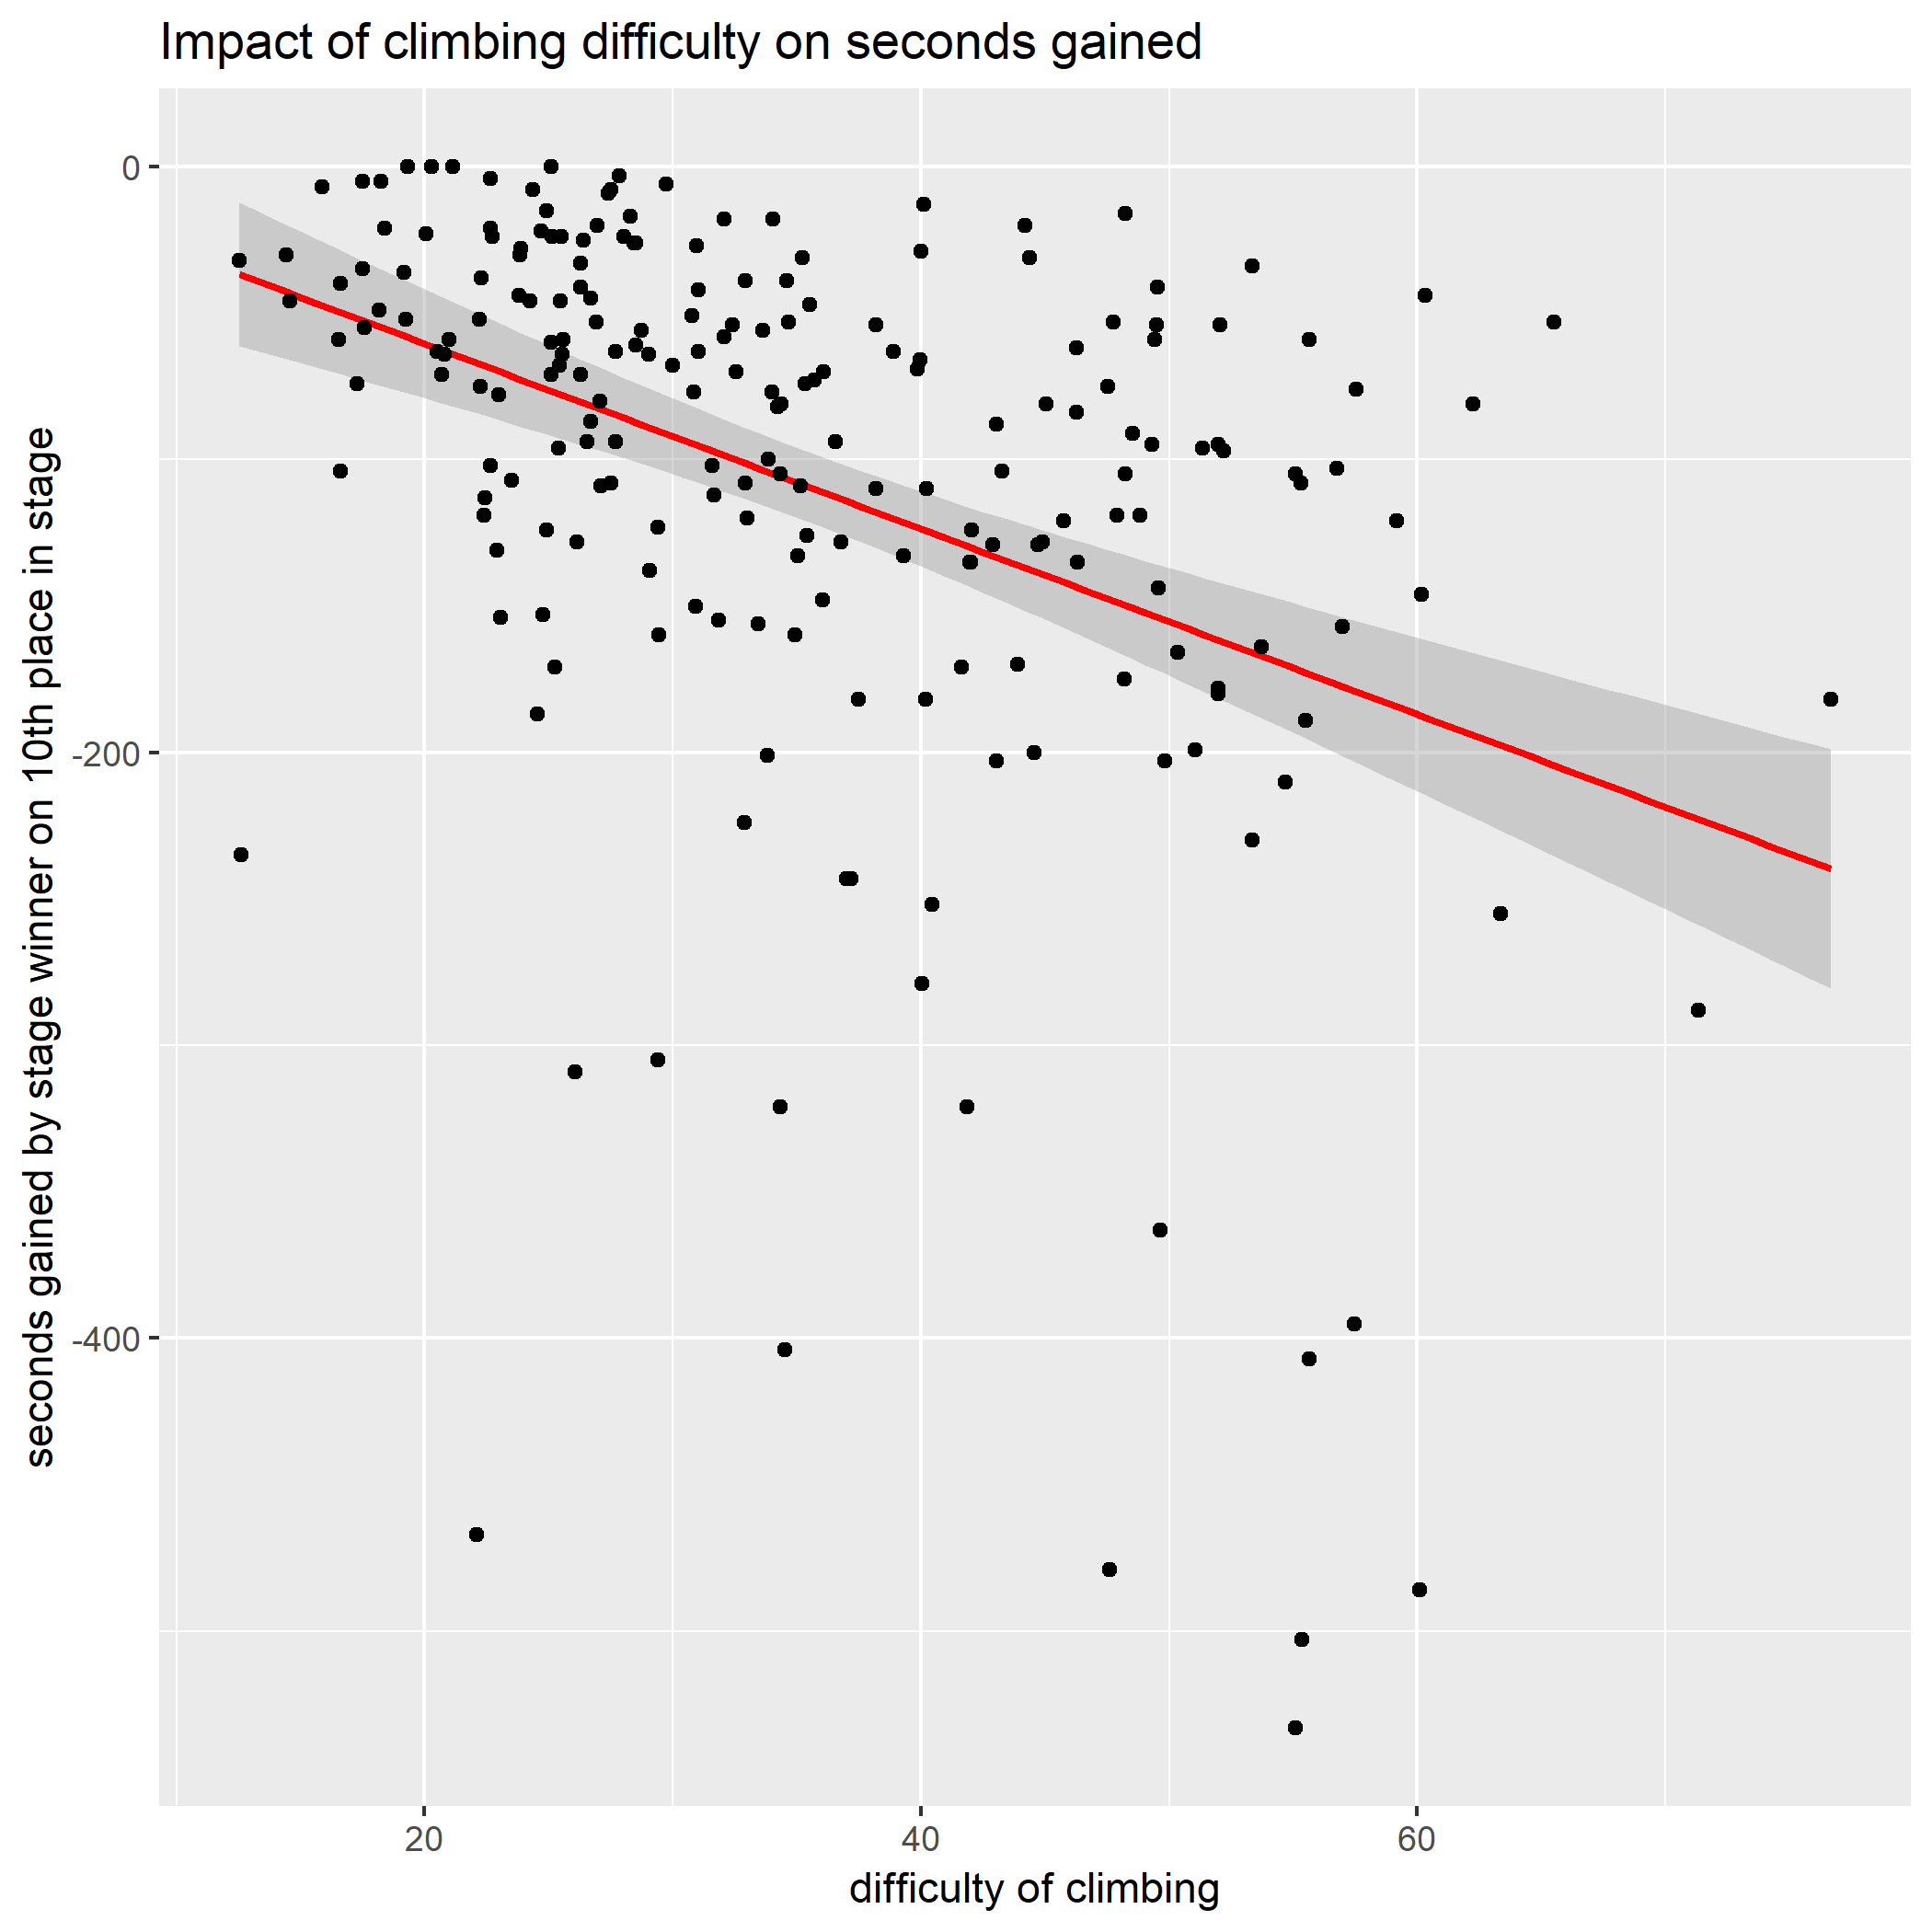 Impact of climbing difficulty on seconds gained
seconds gained by stage winner on 10th place in stage
0
-200
-400
20
40
60
difficulty of climbing